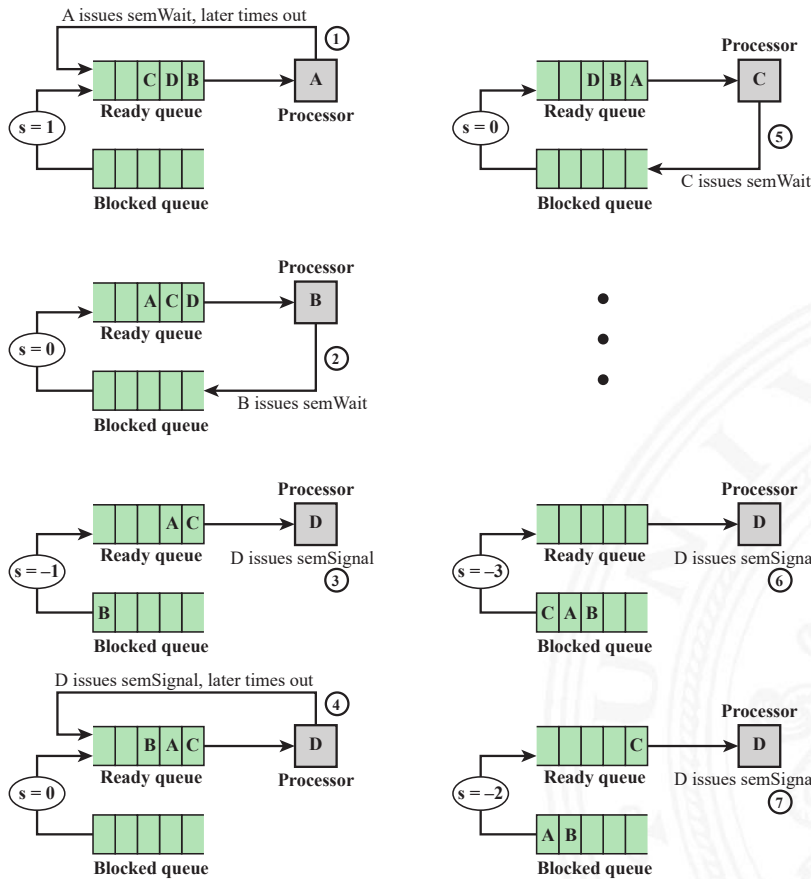 A issues semWait, later times out
1
C D B
A
Ready queue
Processor
s = 1
Blocked queue
Processor
D B A
C
Ready queue
s = 0
5
C issues semWait
Blocked queue
Processor
A C D
B
Ready queue
s = 0
2
B issues semWait
Blocked queue
Processor
A C
D
Ready queue
D issues semSignal
s = –1
3
B
Blocked queue
Processor
D
Ready queue
D issues semSigna
s = –3
6
C A B
Blocked queue
D issues semSignal, later times out
4
B A C
D
Ready queue
Processor
s = 0
Blocked queue
Processor
C
D
Ready queue
D issues semSigna
s = –2
7
A B
Blocked queue